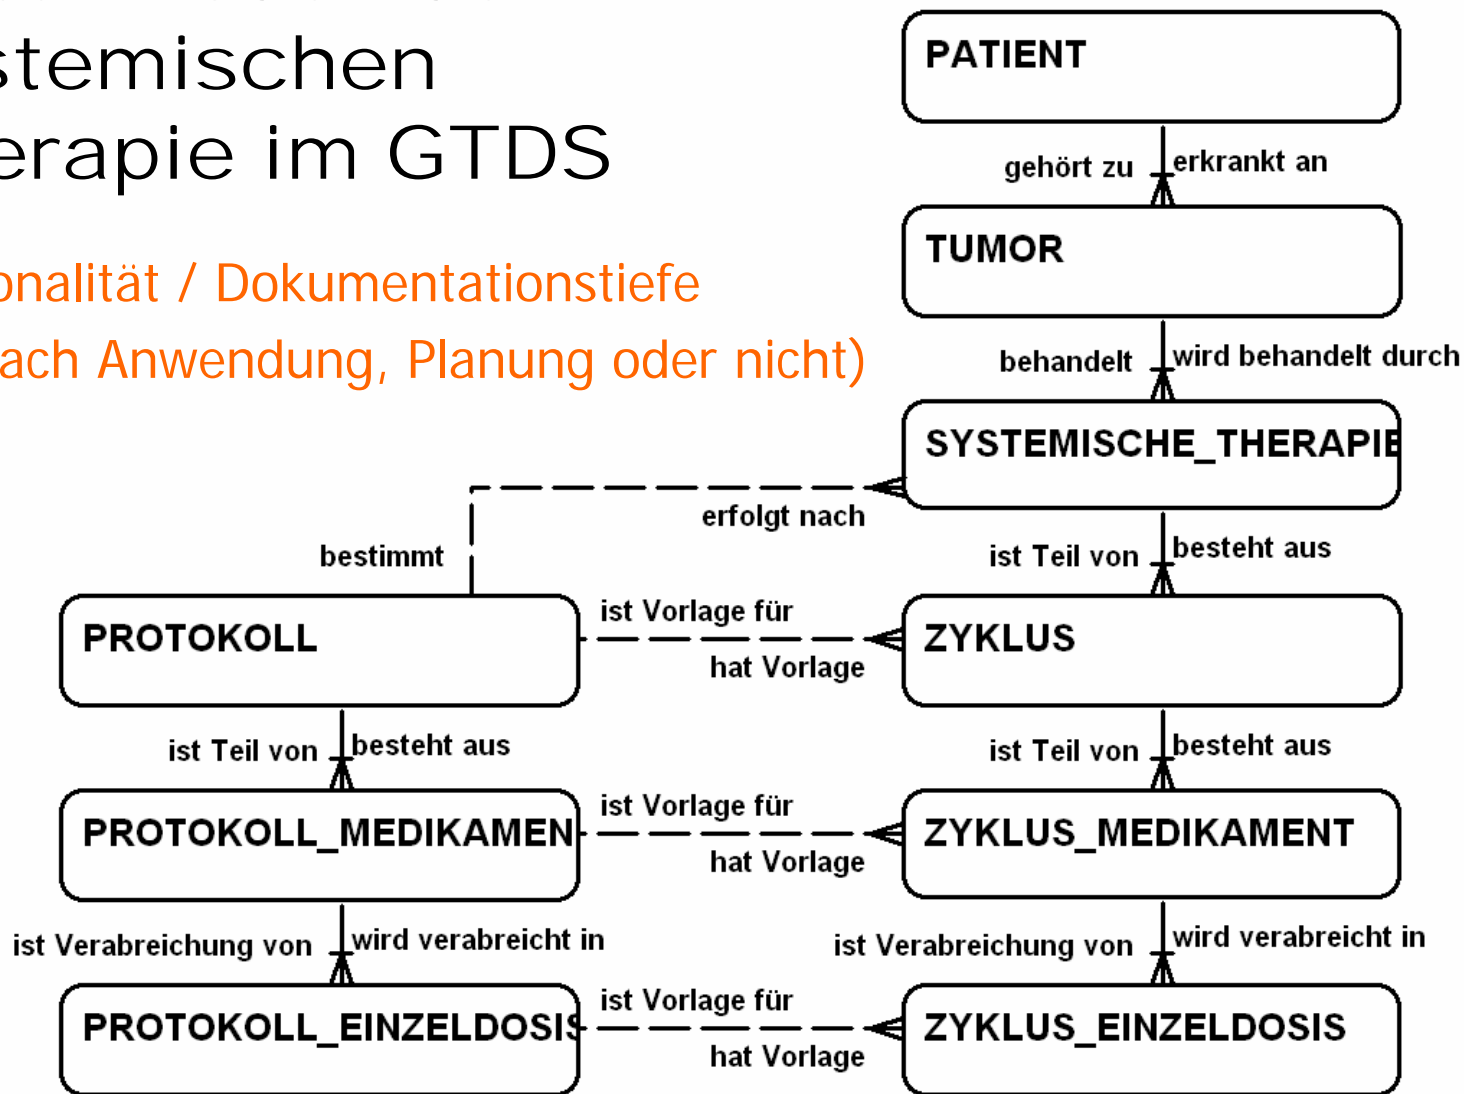 stemischen
erapie im GTDS
onalität / Dokumentationstiefe
ach Anwendung, Planung oder nicht)
PATIENT
gehört zu erkrankt an
TUMOR
behandelt wird behandelt durch
SYSTEMISCHE_THERAPIE
erfolgt nach
bestimmt
ist Teil von besteht aus
PROTOKOLL
ist Vorlage für
hat Vorlage
ZYKLUS
ist Teil von besteht aus
ist Teil von besteht aus
PROTOKOLL_MEDIKAMEN
ist Vorlage für
hat Vorlage
ZYKLUS_MEDIKAMENT
ist Verabreichung von wird verabreicht in
ist Verabreichung von wird verabreicht in
PROTOKOLL_EINZELDOSIS
ist Vorlage für
hat Vorlage
ZYKLUS_EINZELDOSIS